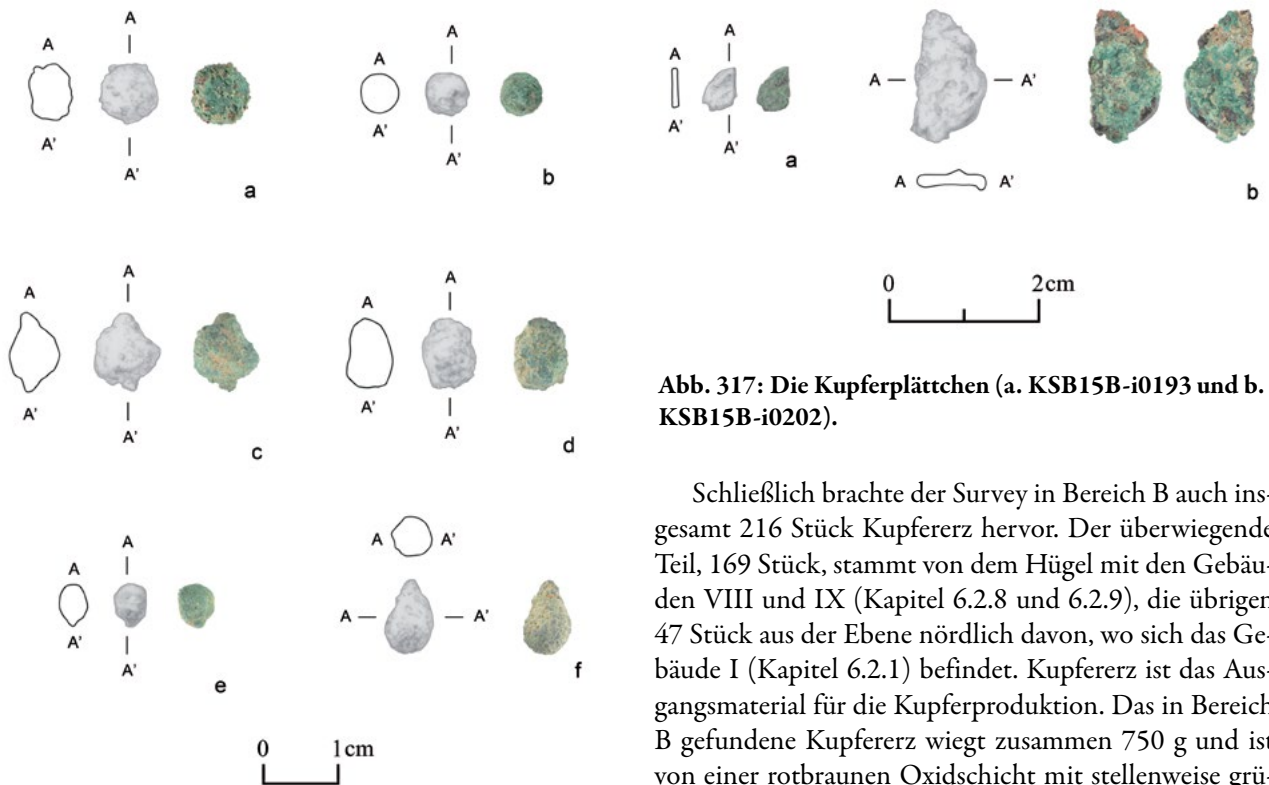 A
A'
A
A'
a
A
A'
A
A'
b
A
A'
A
A'
c
A
A'
A
A'
d
A
A'
A
A'
e
A A'
A A'
f
0 1cm
A
A'
A
A'
a
A A'
A A'
b
0 2cm
Abb. 317: Die Kupferplättchen (a. KSB15B-i0193 und b.
KSB15B-i0202).
Schließlich brachte der Survey in Bereich B auch ins-
gesamt 216 Stück Kupfererz hervor. Der überwiegende
Teil, 169 Stück, stammt von dem Hügel mit den Gebäu-
den VIII und IX (Kapitel 6.2.8 und 6.2.9), die übrigen
47 Stück aus der Ebene nördlich davon, wo sich das Ge-
bäude I (Kapitel 6.2.1) befindet. Kupfererz ist das Aus-
gangsmaterial für die Kupferproduktion. Das in Bereich
B gefundene Kupfererz wiegt zusammen 750 g und ist
von einer rotbraunen Oxidschicht mit stellenweise grü-